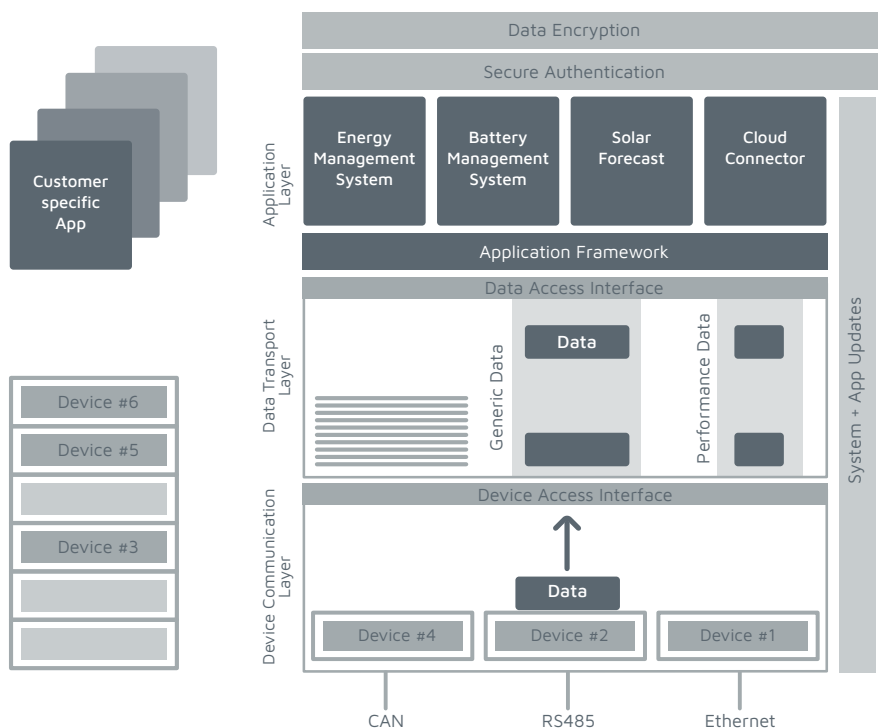 Data Encryption
Secure Authentication
Customer
specific
App
Application
Layer
Energy
Management
System
Battery
Management
System
Solar
Forecast
Cloud
Connector
Application Framework
System + App Updates
Data Access Interface
Data Transport
Layer
Generic Data
Data
Performance Data
Device #6
Device #5
Device #3
Device Access Interface
Device Communication
Layer
Data
Device #4
Device #2
Device #1
CAN
RS485
Ethernet